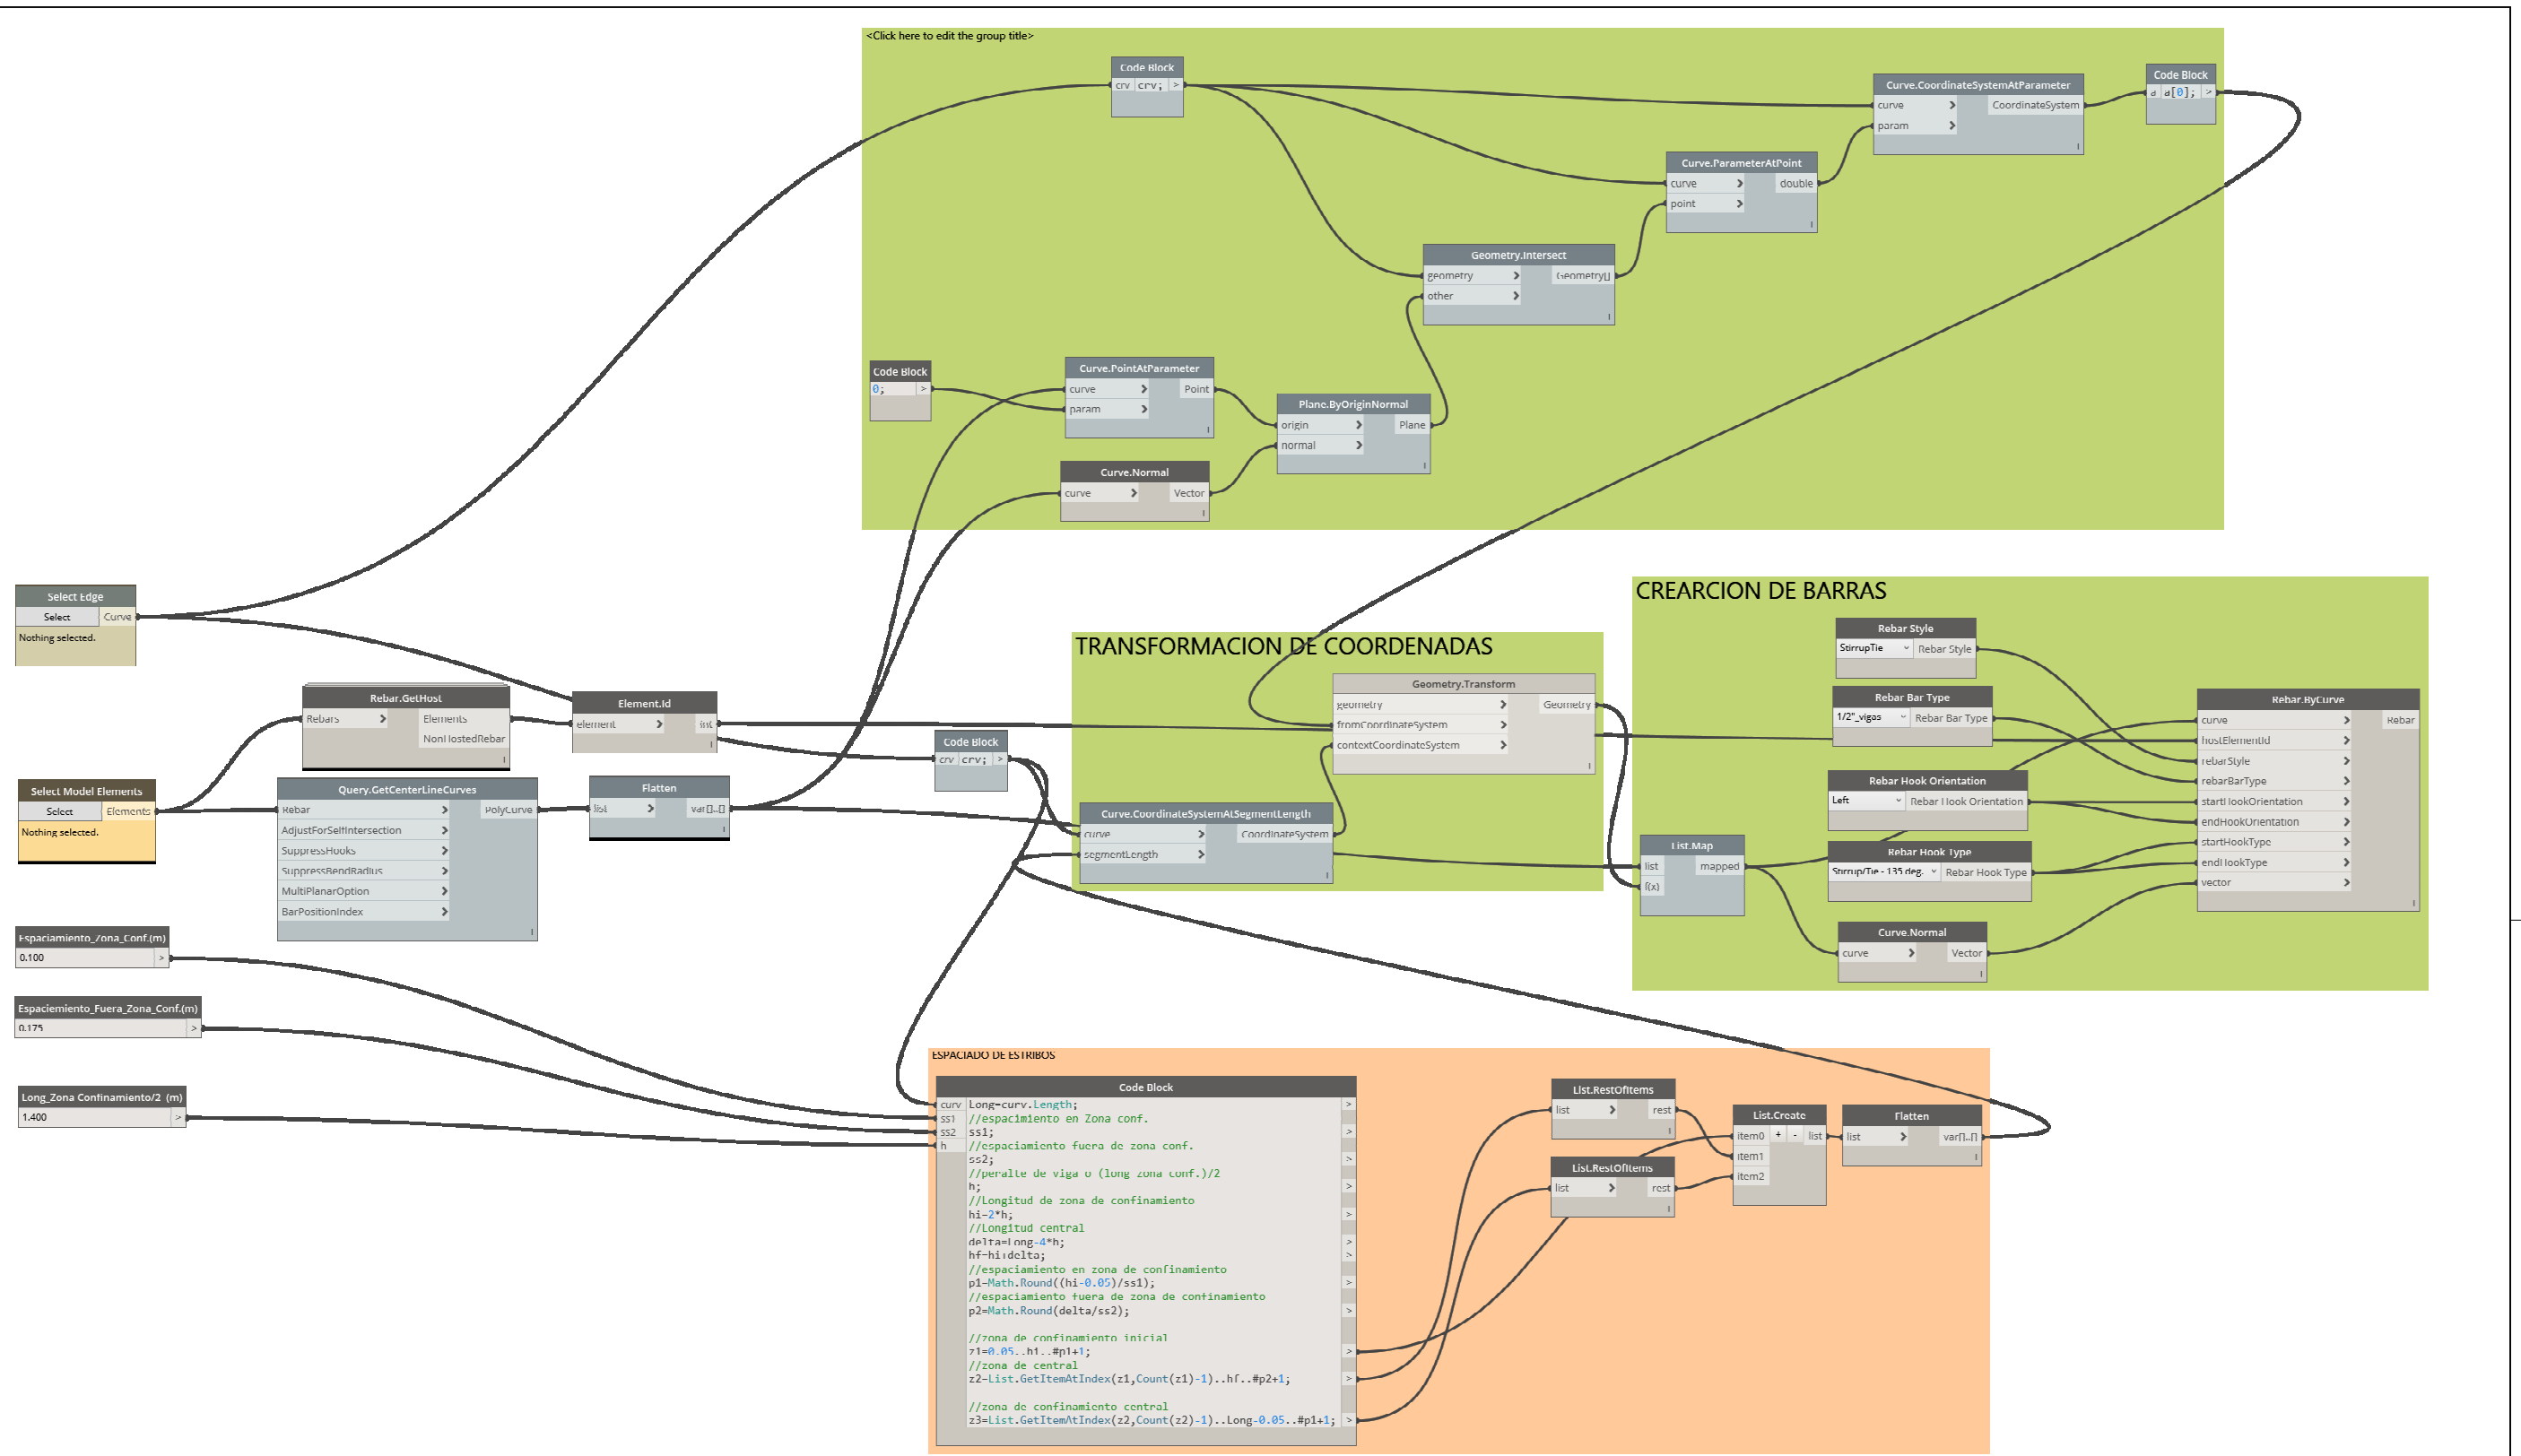 <Click here to edit the group title>
Code Block
crv crv; >
Curve.CoordinateSystemAtParameter
curve > CoordinateSystem
param >
Code Block
a a[0]; >
Curve.ParameterAtPoint
curve > double
point >
Geometry.Intersect
geometry > Geometry[]
other >
Code Block
0; >
Curve.PointAtParameter
curve > Point
param >
Plane.ByOriginNormal
origin > Plane
normal >
Curve.Normal
curve > Vector
Select Edge
Select Curve
Nothing selected.
Rebar.GetHost
Rebars > Elements
NonHostedRebar
Element.Id
element > int
Select Model Elements
Select Elements
Nothing selected.
Query.GetCenterLineCurves
Rebar > PolyCurve
AdjustForSelfIntersection >
SuppressHooks >
SuppressBendRadius >
MultiPlanarOption >
BarPositionIndex >
Flatten
list > var[]..[]
Code Block
crv crv; >
TRANSFORMACION DE COORDENADAS
Geometry.Transform
geometry > Geometry
fromCoordinateSystem >
contextCoordinateSystem >
Curve.CoordinateSystemAtSegmentLength
curve > CoordinateSystem
segmentLength >
CREARCION DE BARRAS
Rebar Style
StirrupTie Rebar Style
Rebar Bar Type
1/2"_vigas Rebar Bar Type
Rebar Hook Orientation
Left Rebar Hook Orientation
Rebar Hook Type
Stirrup/Tie - 135 deg. Rebar Hook Type
List.Map
list mapped
f(x)
Curve.Normal
curve > Vector
Rebar.ByCurve
curve > Rebar
hostElementId >
rebarStyle >
rebarBarType >
startHookOrientation >
endHookOrientation >
startHookType >
endHookType >
vector >
Espaciamiento_Zona_Conf.(m)
0.100 >
Espaciemiento_Fuera_Zona_Conf.(m)
0.175 >
Long_Zona Confinamiento/2 (m)
1.400 >
ESPACIADO DE ESTRIBOS
Code Block
curv Long=curv.Length; >
ss1 //espacimiento en Zona conf.
ss2 ss1; >
h //espaciamiento fuera de zona conf.
ss2; >
//peralte de viga o (long zona conf.)/2
h; >
//Longitud de zona de confinamiento
hi=2*h; >
//Longitud central
delta=Long-4*h; >
hf=hi+delta; >
//espaciamiento en zona de confinamiento
p1=Math.Round((hi-0.05)/ss1); >
//espaciamiento fuera de zona de confinamiento
p2=Math.Round(delta/ss2); >
//zona de confinamiento inicial
z1=0.05..hi..#p1+1; >
//zona de central
z2=List.GetItemAtIndex(z1,Count(z1)-1)..hf..#p2+1; >
//zona de confinamiento central
z3=List.GetItemAtIndex(z2,Count(z2)-1)..Long-0.05..#p1+1; >
List.RestOfItems
list > rest
List.RestOfItems
list > rest
List.Create
item0 + - list
item1
item2
Flatten
list > var[]..[]